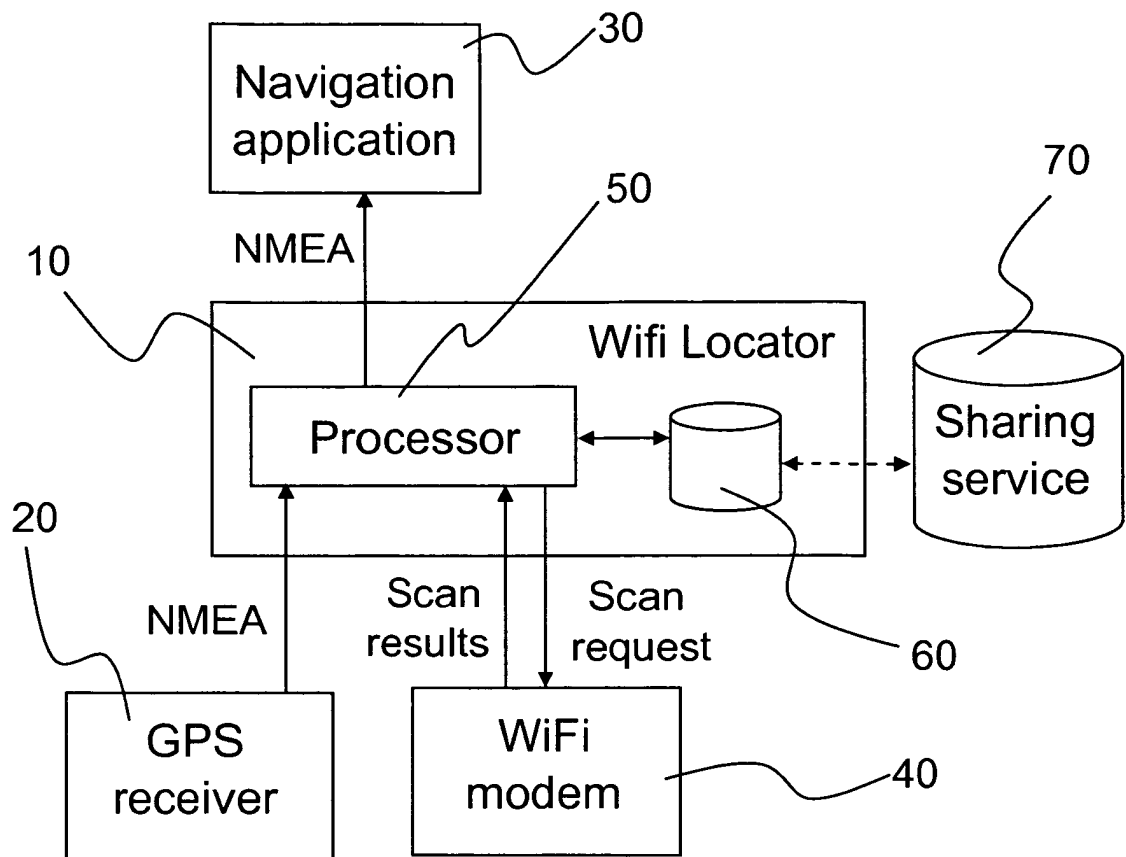 30
Navigation
application
70
50
NMEA
10
Wifi Locator
Processor
Sharing
service
20
NMEA
Scan
results
Scan
request
60
GPS
receiver
WiFi
modem
40